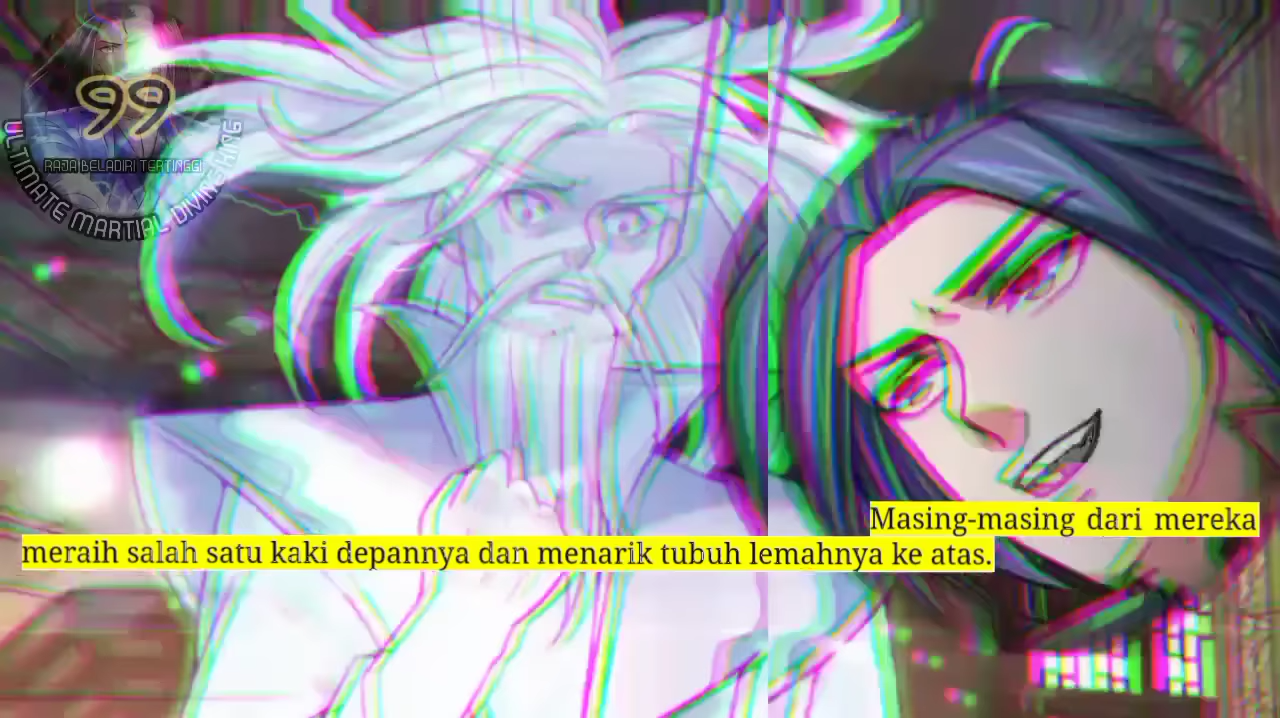 99
RAJA BELADIRI TERTINGGI
ULTIMATE MARTIAL DIVINE KING
Masing-masing dari mereka
meraih salah satu kaki depannya dan menarik tubuh lemahnya ke atas.